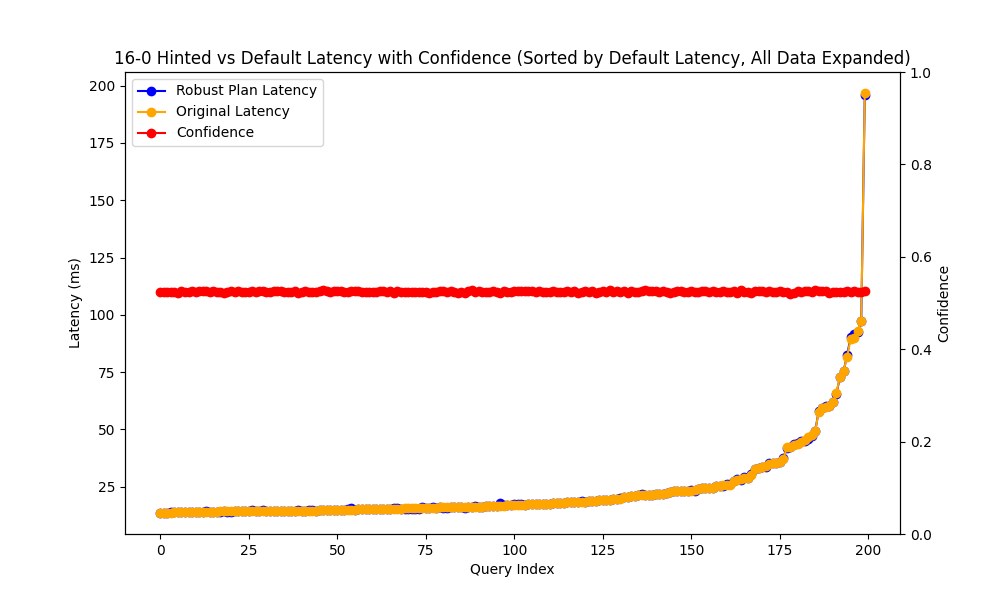 16-0 Hinted vs Default Latency with Confidence (Sorted by Default Latency, All Data Expanded)
Robust Plan Latency
Original Latency
Confidence
200
175
150
125
100
75
50
25
Latency (ms)
1.0
0.8
0.6
0.4
0.2
0.0
Confidence
0 25 50 75 100 125 150 175 200
Query Index